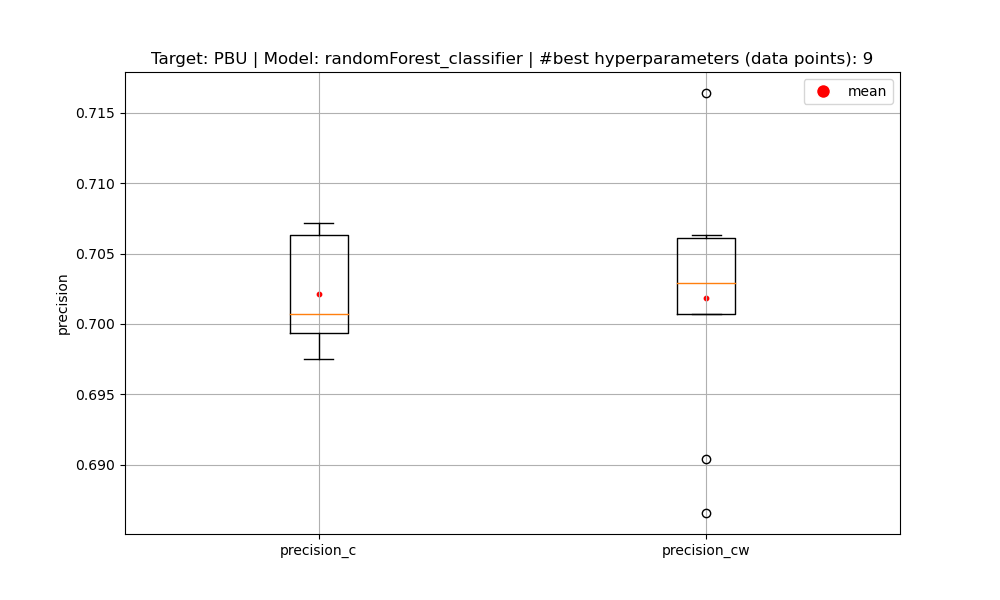 Target: PBU | Model: randomForest_classifier | #best hyperparameters (data points): 9
mean
0.715
0.710
0.705
0.700
0.695
0.690
precision
precision_c
precision_cw